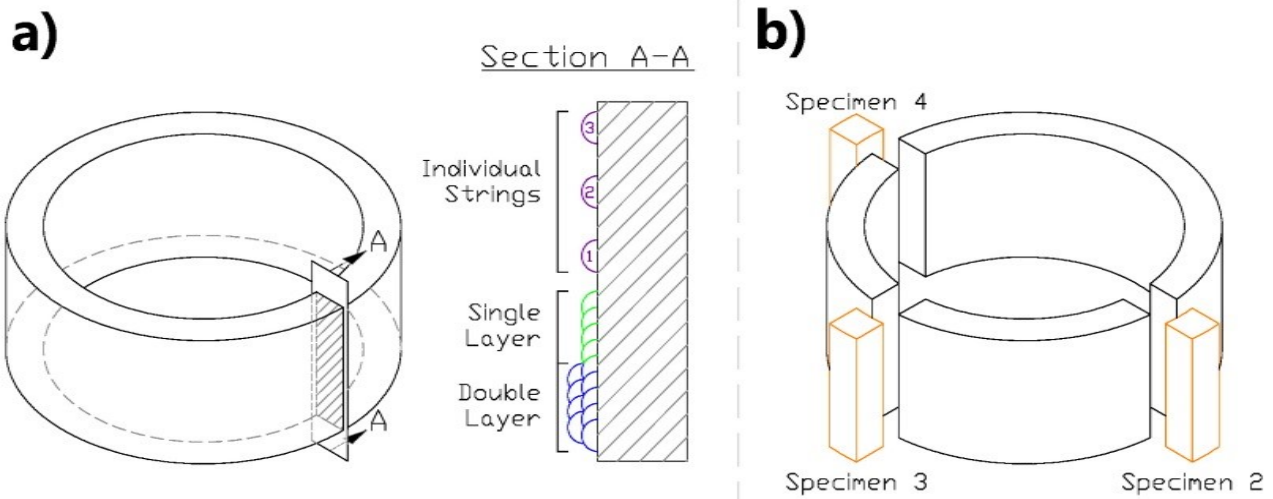 a)
Section A-A
3
Individual
Strings
2
1
A
Single
Layer
Double
Layer
A
b)
Specimen 4
Specimen 3
Specimen 2